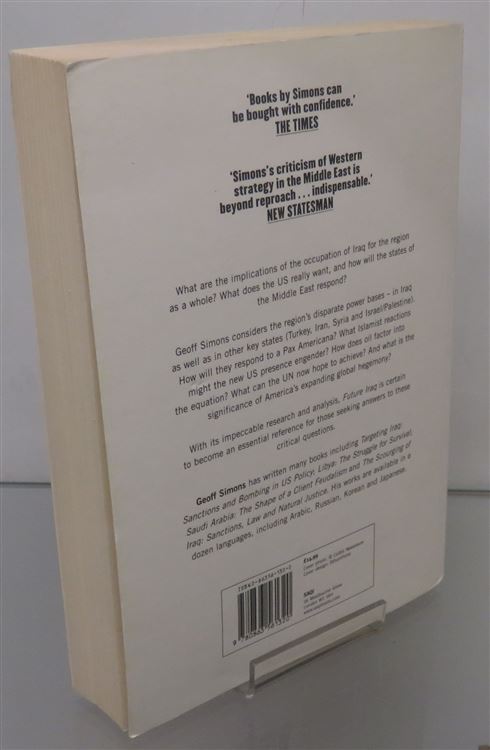 'Books by Simons can
be bought with confidence.'
THE TIMES
'Simons's criticism of Western
strategy in the Middle East is
beyond reproach . . . indispensable.'
NEW STATESMAN
What are the implications of the occupation of Iraq for the region
as a whole? What does the US really want, and how will the states of
the Middle East respond?
Geoff Simons considers the region's disparate power bases – in Iraq
as well as in other key states (Turkey, Iran, Syria and Israel/Palestine).
How will they respond to a Pax Americana? What Islamist reactions
might the new US presence engender? How does oil factor into
the equation? What can the UN now hope to achieve? And what is the
significance of America's expanding global hegemony?
With its impeccable research and analysis, Future Iraq is certain
to become an essential reference for those seeking answers to these
critical questions.
Geoff Simons has written many books including Targeting Iraq:
Sanctions and Bombing in US Policy, Libya: The Struggle for Survival,
Saudi Arabia: The Shape of a Client Feudalism and The Scourging of
Iraq: Sanctions, Law and Natural Justice. His works are available in a
dozen languages, including Arabic, Russian, Korean and Japanese.
£14.99
Cover photo: ©
Cover design:
SAQI